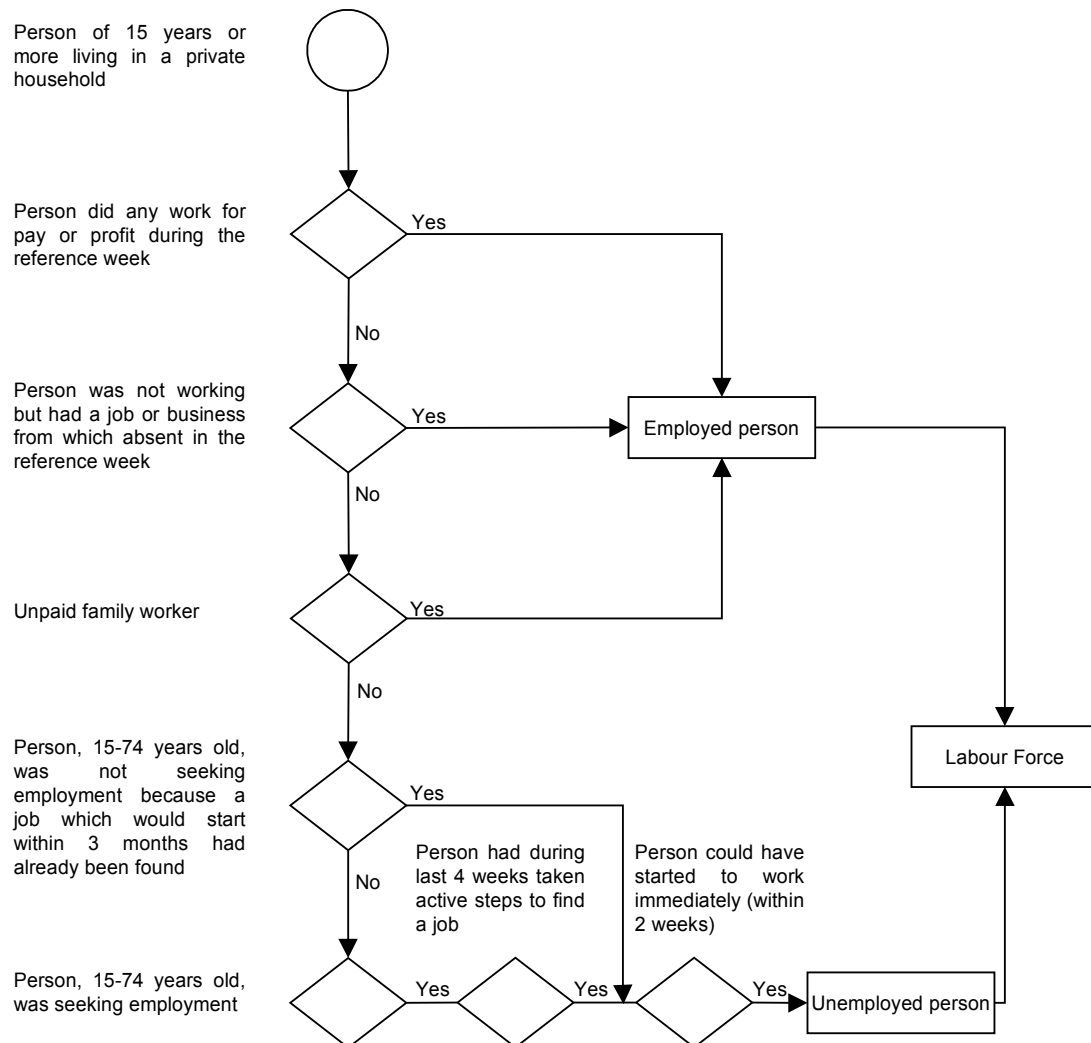 Person of 15 years or
more living in a private
household
Person did any work for
pay or profit during the
reference week
Yes
No
Person was not working
but had a job or business
from which absent in the
reference week
Yes
Employed person
No
Unpaid family worker
Yes
No
Person, 15-74 years old,
was not seeking
employment because a
job which would start
within 3 months had
already been found
Yes
Labour Force
No
Person had during
last 4 weeks taken
active steps to find
a job
Person could have
started to work
immediately (within
2 weeks)
Person, 15-74 years old,
was seeking employment
Yes
Yes
Yes
Unemployed person